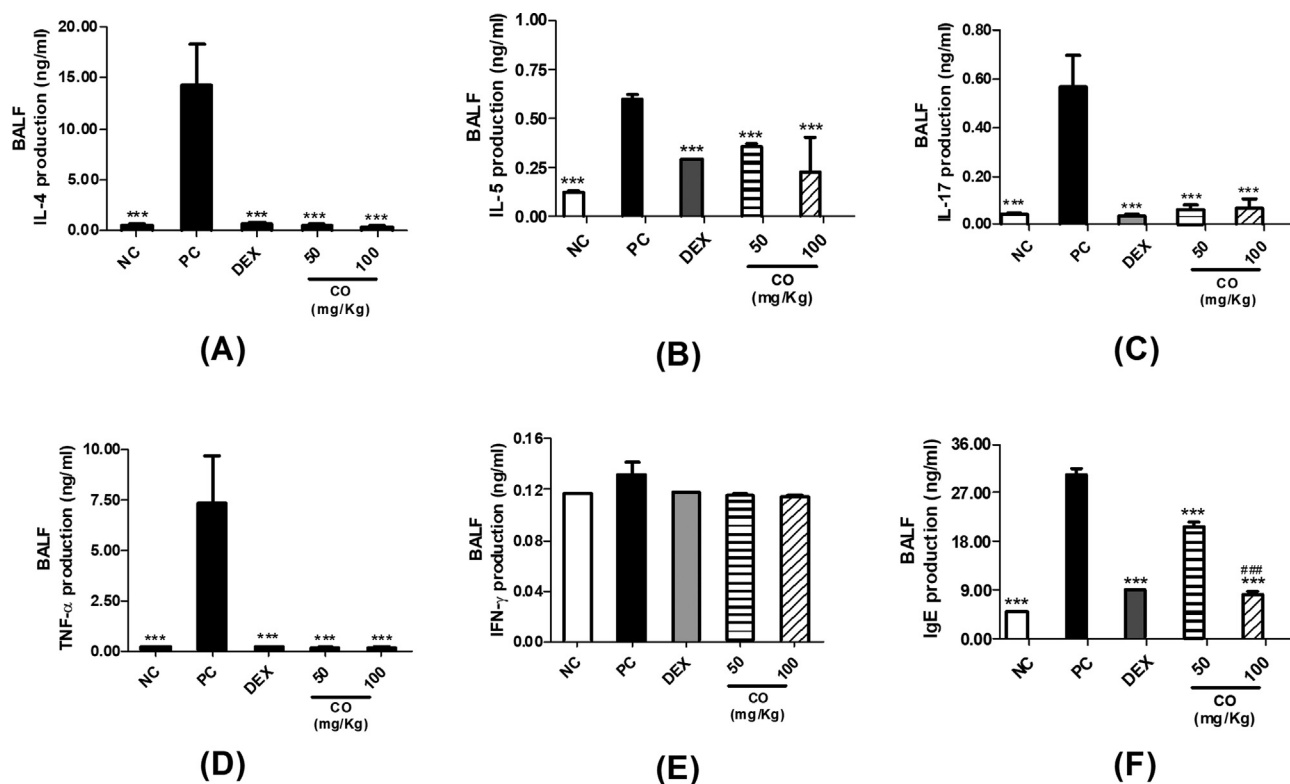 BALF
IL-4 production (ng/ml)
20.00
15.00
10.00
5.00
0.00
*** *** *** ***
NC PC DEX 50 100
CO
(mg/Kg)
(A)
BALF
IL-5 production (ng/ml)
1.00
0.75
0.50
0.25
0.00
*** *** *** ***
NC PC DEX 50 100
CO
(mg/Kg)
(B)
BALF
IL-17 production (ng/ml)
0.80
0.60
0.40
0.20
0.00
*** *** *** ***
NC PC DEX 50 100
CO
(mg/Kg)
(C)
BALF
TNF-α production (ng/ml)
10.00
7.50
5.00
2.50
0.00
*** *** *** ***
NC PC DEX 50 100
CO
(mg/Kg)
(D)
BALF
IFN-γ production (ng/ml)
0.16
0.12
0.08
0.04
0.00
NC PC DEX 50 100
CO
(mg/Kg)
(E)
BALF
IgE production (ng/ml)
36.00
27.00
18.00
9.00
0.00
###
*** *** *** ***
NC PC DEX 50 100
CO
(mg/Kg)
(F)